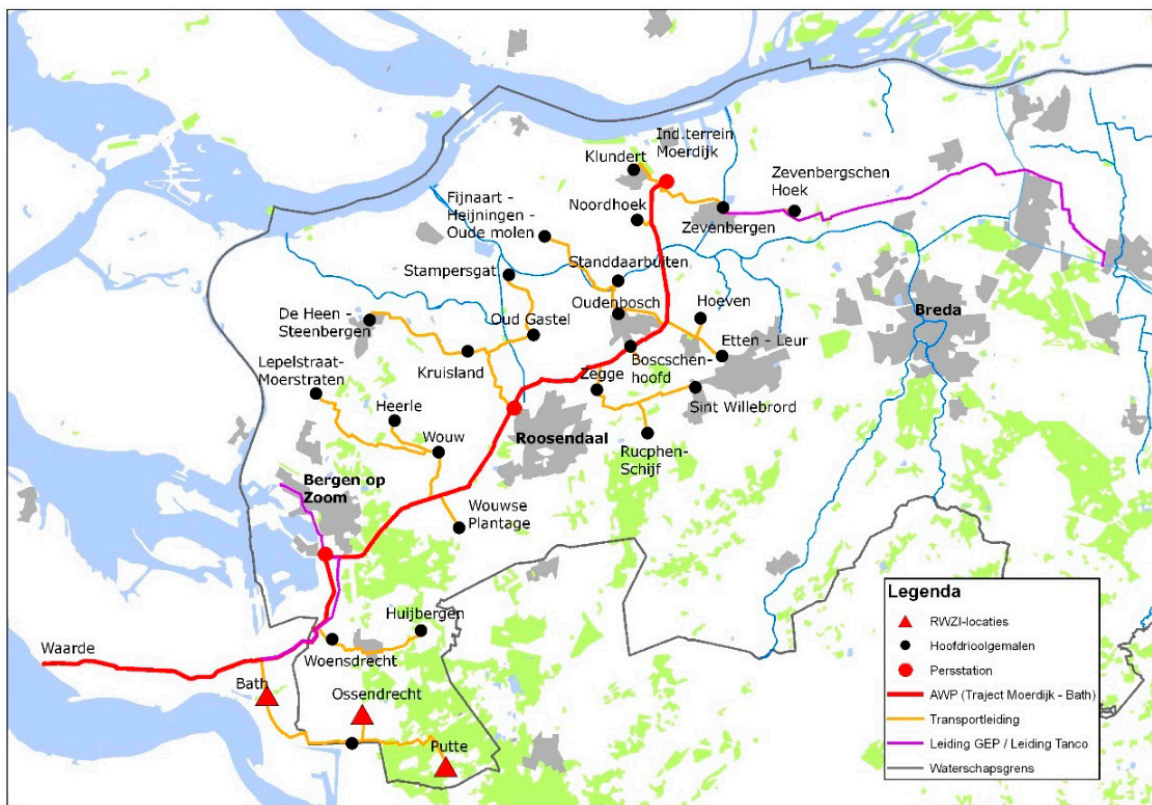 Ind.terrein
Moerdijk
Klundert
Zevenbergschen
Hoek
Fijnaart -
Heijningen -
Oude molen
Noordhoek
Zevenbergen
Standdaarbuiten
Stampersgat
Oudenbosch
Hoeven
De Heen -
Steenbergen
Oud Gastel
Breda
Etten - Leur
Lepelstraat-
Moerstraten
Kruisland
Boscschen-
hoofd
Zegge
Sint Willebrord
Heerle
Wouw
Roosendaal
Rucphen-
Schijf
Bergen op
Zoom
Wouwse
Plantage
Huijbergen
Waarde
Woensdrecht
Bath
Ossendrecht
Putte
Legenda
RWZI-locaties
Hoofdrioolgemalen
Persstation
AWP (Traject Moerdijk - Bath)
Transportleiding
Leiding GEP / Leiding Tanco
Waterschapsgrens